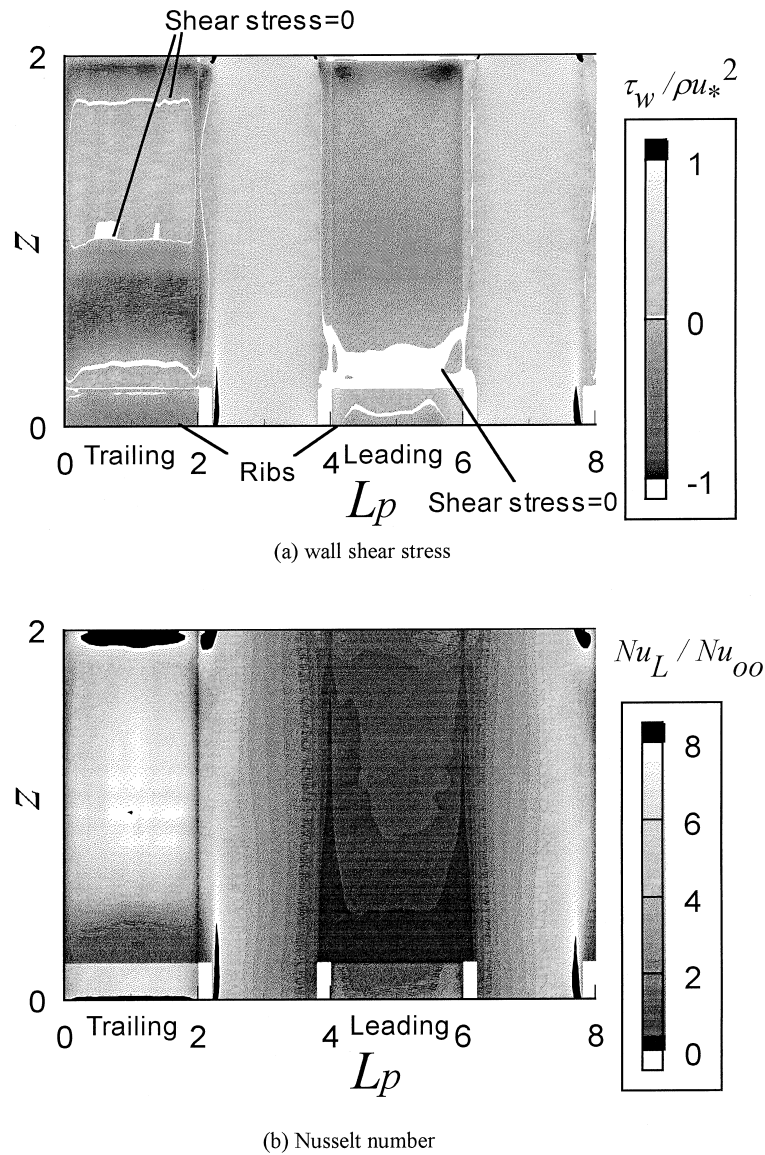 Shear stress=0
2
z
0
0 Trailing 2 4 Leading 6 8
Ribs
Lp
Shear stress=0
τw /ρu*²
1
0
-1
(a) wall shear stress
2
z
0
0 Trailing 2 4 Leading 6 8
Lp
NuL / Nuoo
8
6
4
2
0
(b) Nusselt number